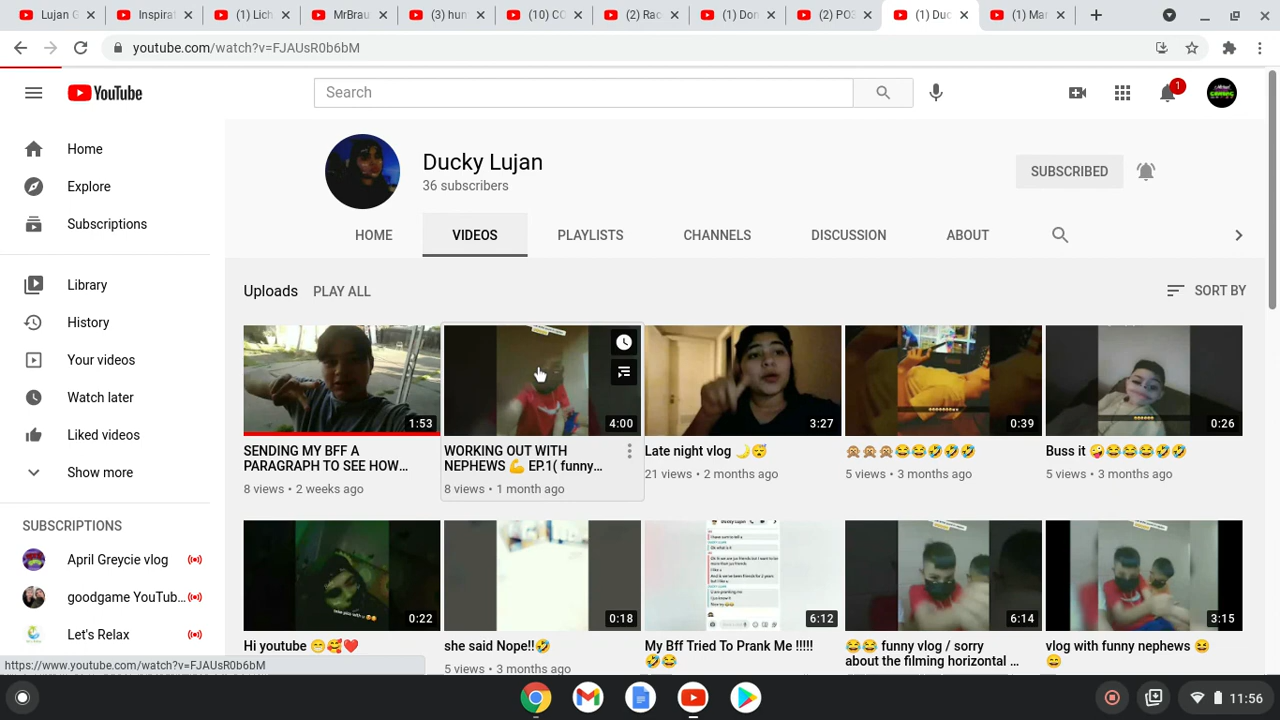 Lujan G
Inspirat
(1) Lich
MrBrau
(3) hum
(10) CO
(2) Rac
(1) Don
(2) PO3
(1) Duc
(1) Mar
youtube.com/watch?v=FJAUsR0b6bM
YouTube
Search
1
Home
Explore
Subscriptions
Library
History
Your videos
Watch later
Liked videos
Show more
SUBSCRIPTIONS
April Greycie vlog
goodgame YouTub...
Let's Relax
Ducky Lujan
36 subscribers
SUBSCRIBED
HOME VIDEOS PLAYLISTS CHANNELS DISCUSSION ABOUT
Uploads PLAY ALL
SORT BY
1:53
SENDING MY BFF A
PARAGRAPH TO SEE HOW...
8 views • 2 weeks ago
4:00
WORKING OUT WITH
NEPHEWS 💪 EP.1( funny...
8 views • 1 month ago
3:27
Late night vlog 🌙😴
21 views • 2 months ago
0:39
🙊🙊🙊😂😂🤣🤣🤣
5 views • 3 months ago
0:26
Buss it 🤪😂😂😂🤣🤣
5 views • 3 months ago
0:22
Hi youtube 😁🥰❤️
0:18
she said Nope!!🤣
5 views • 3 months ago
Ducky Lujan
6:12
My Bff Tried To Prank Me !!!!!
🤣😂
6:14
😂😂 funny vlog / sorry
about the filming horizontal ...
3:15
vlog with funny nephews 😆
😄
https://www.youtube.com/watch?v=FJAUsR0b6bM
11:56